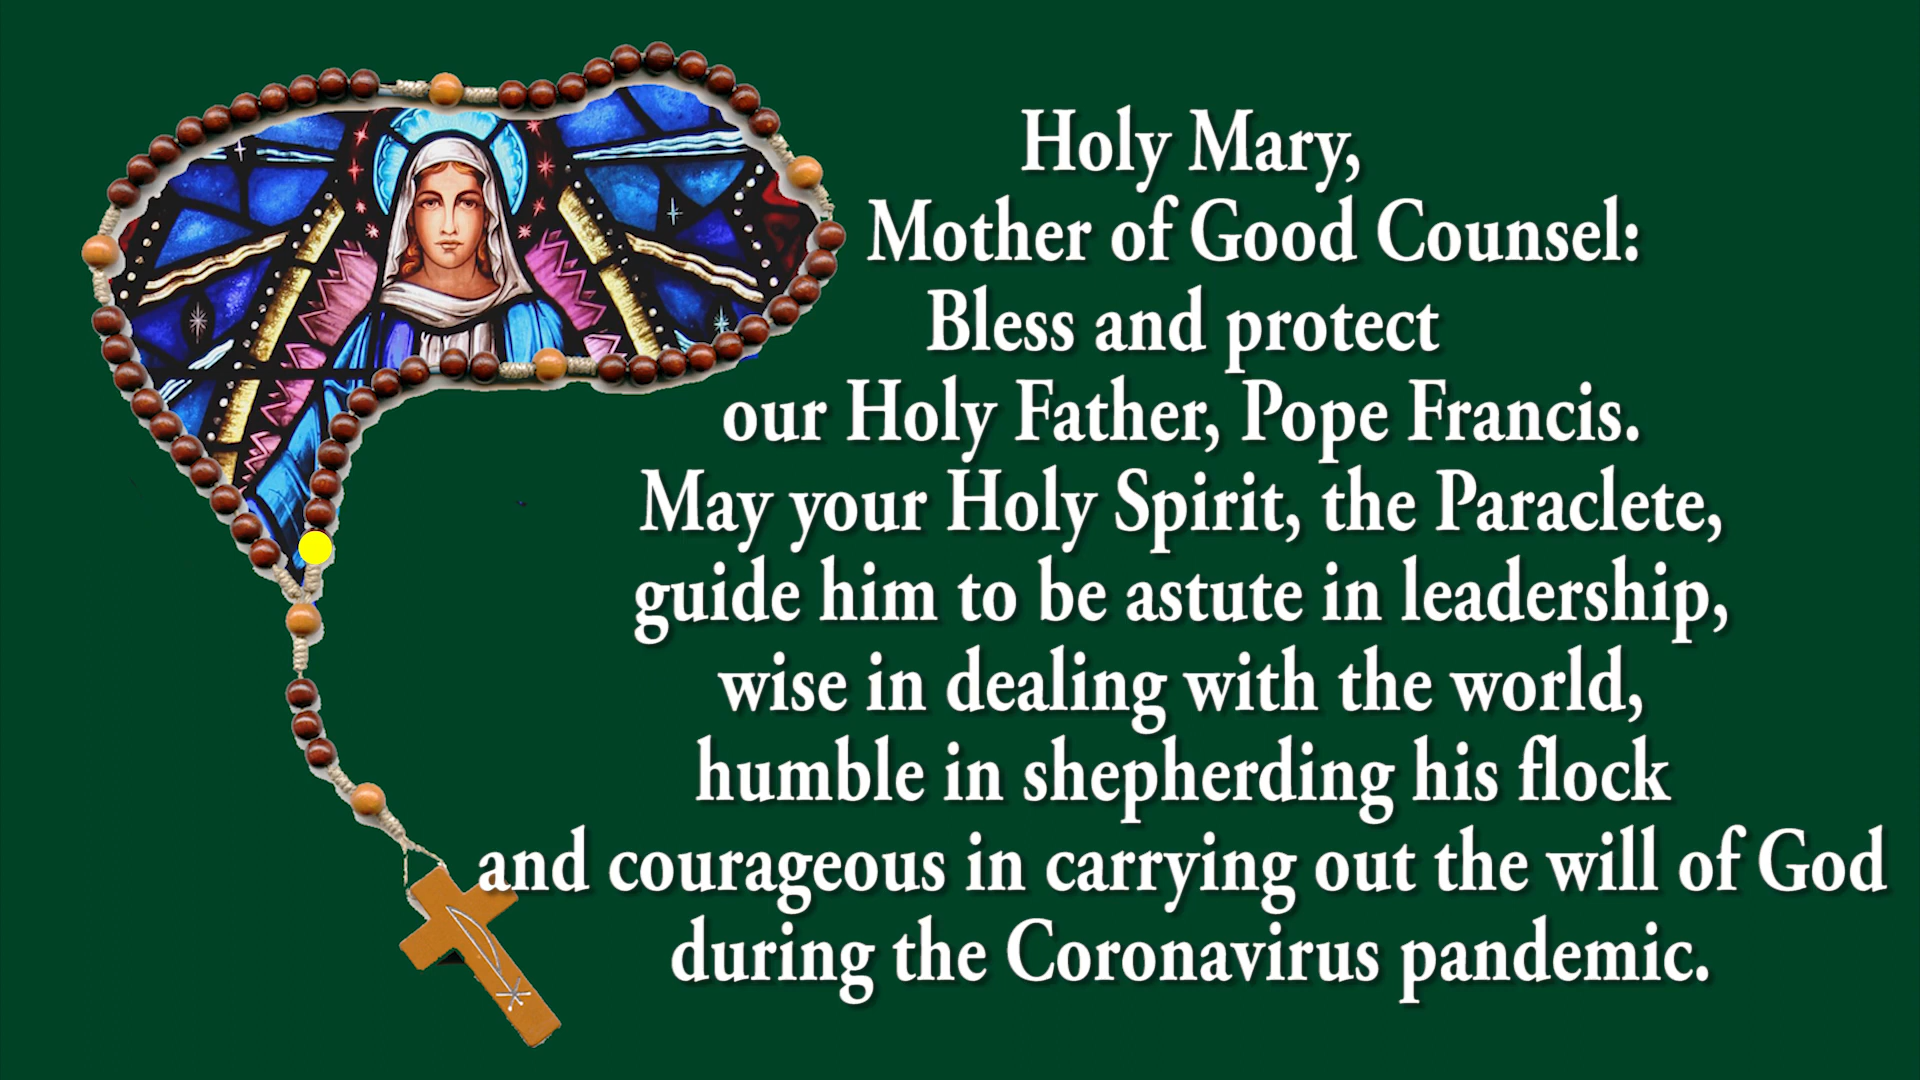 Holy Mary,
Mother of Good Counsel:
Bless and protect
our Holy Father, Pope Francis.
May your Holy Spirit, the Paraclete,
guide him to be astute in leadership,
wise in dealing with the world,
humble in shepherding his flock
and courageous in carrying out the will of God
during the Coronavirus pandemic.